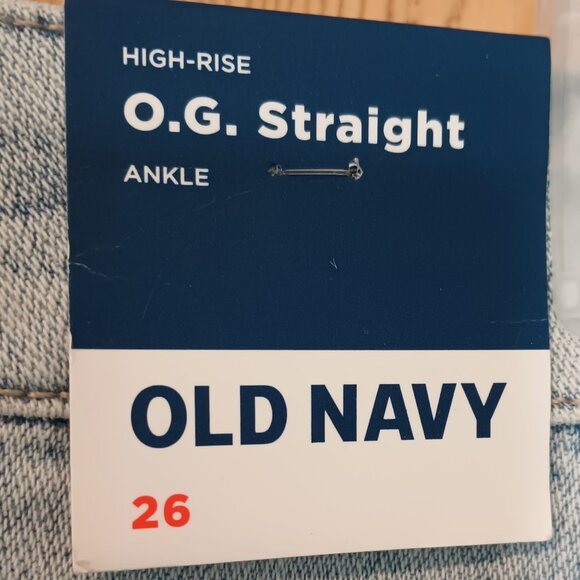 HIGH-RISE
O.G. Straight
ANKLE
OLD NAVY
26